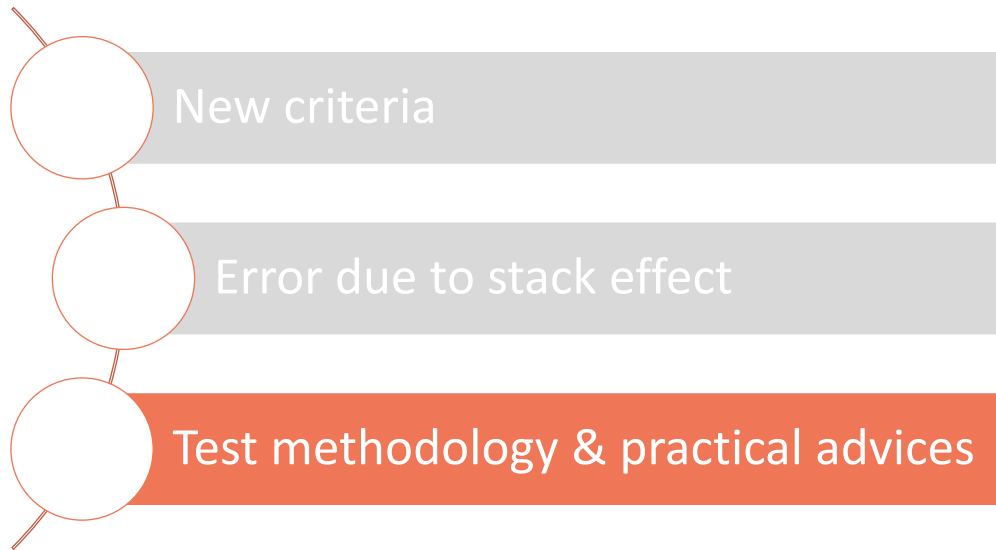 New criteria
Error due to stack effect
Test methodology & practical advices